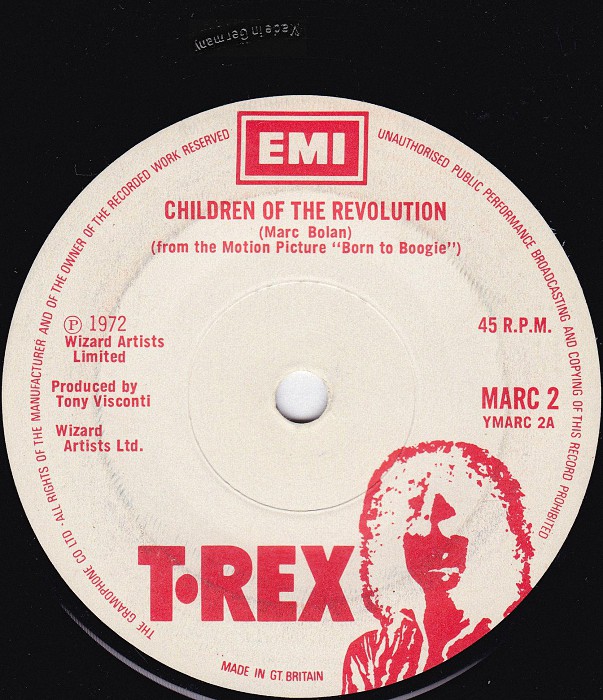 Made in Germany
EMI
CHILDREN OF THE REVOLUTION
(Marc Bolan)
(from the Motion Picture "Born to Boogie")
Ⓟ 1972
Wizard Artists
Limited
45 R.P.M.
Produced by
Tony Visconti
MARC 2
YMARC 2A
Wizard
Artists Ltd.
T•REX
MADE IN GT. BRITAIN
THE GRAMOPHONE CO LTD · ALL RIGHTS OF THE MANUFACTURER AND OF THE OWNER OF THE RECORDED WORK RESERVED
UNAUTHORISED PUBLIC PERFORMANCE BROADCASTING AND COPYING OF THIS RECORD PROHIBITED